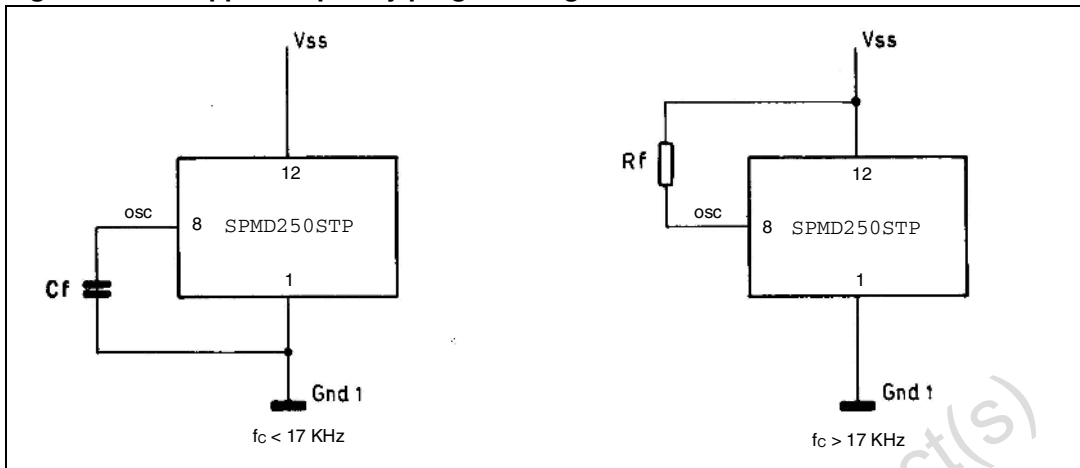 Vss
12
osc
8 SPMD250STP
1
Cf
Gnd 1
fc < 17 KHz
Vss
Rf
12
osc
8 SPMD250STP
1
Gnd 1
fc > 17 KHz